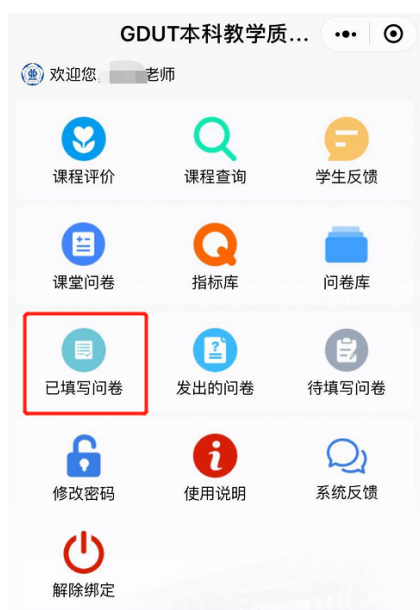 GDUT本科教学质...
欢迎您, 老师
课程评价 课程查询 学生反馈
课堂问卷 指标库 问卷库
已填写问卷 发出的问卷 待填写问卷
修改密码 使用说明 系统反馈
解除绑定